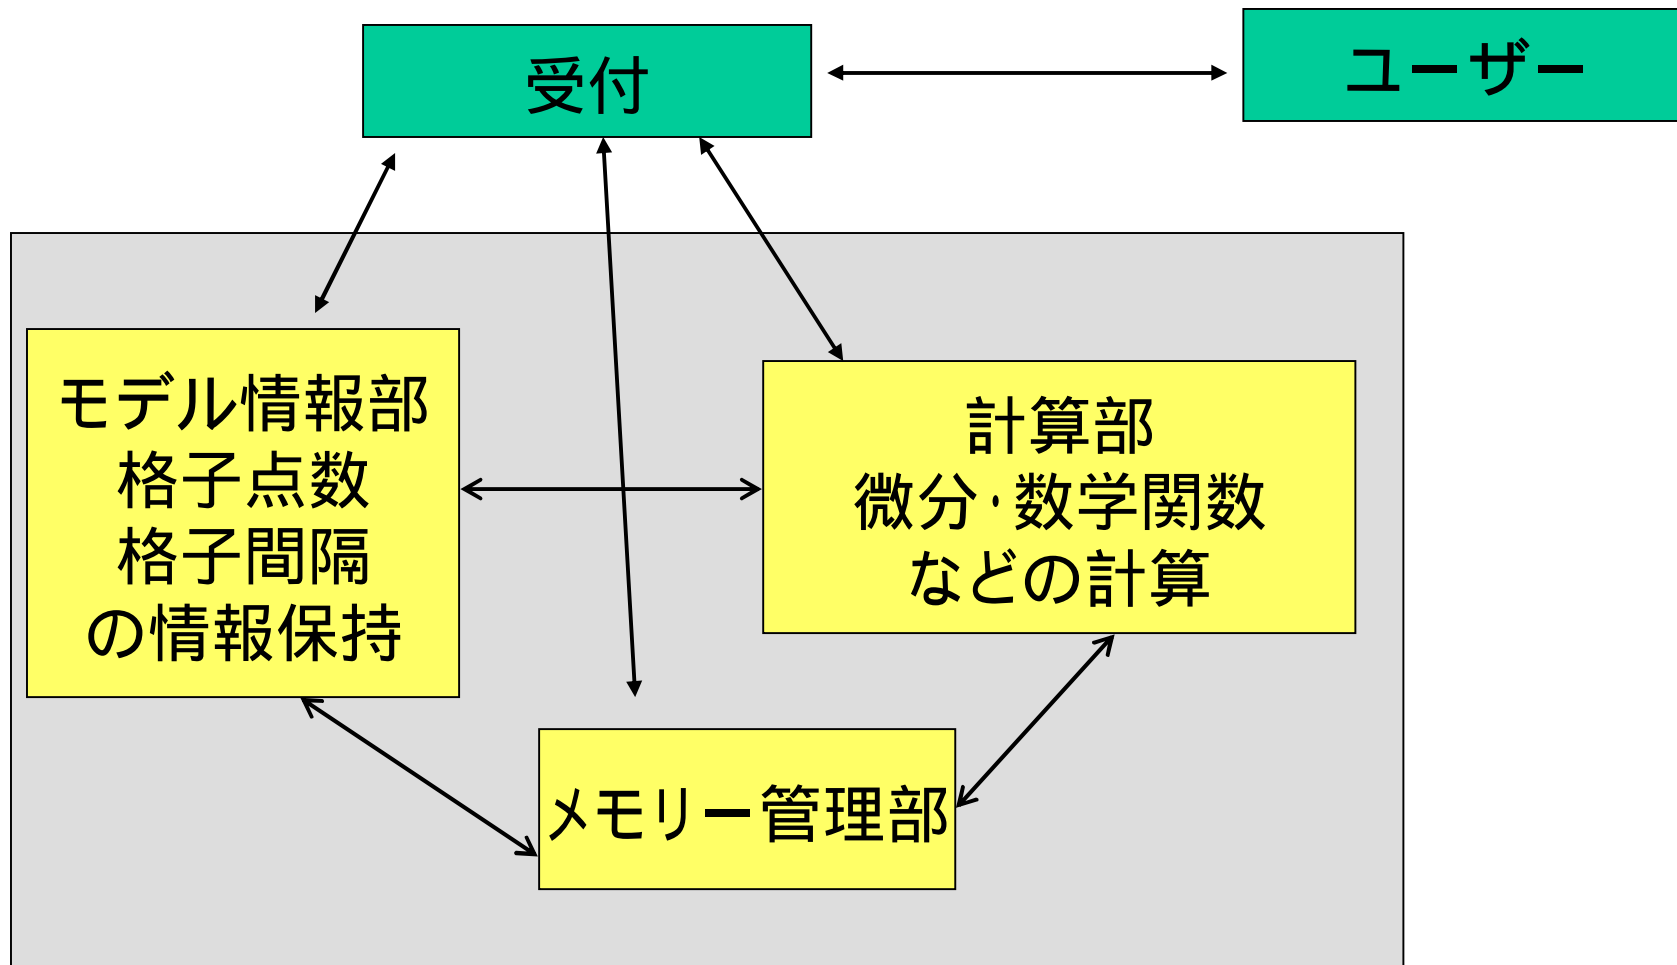 受付
ユーザー
モデル情報部
格子点数
格子間隔
の情報保持
計算部
微分・数学関数
などの計算
メモリー管理部